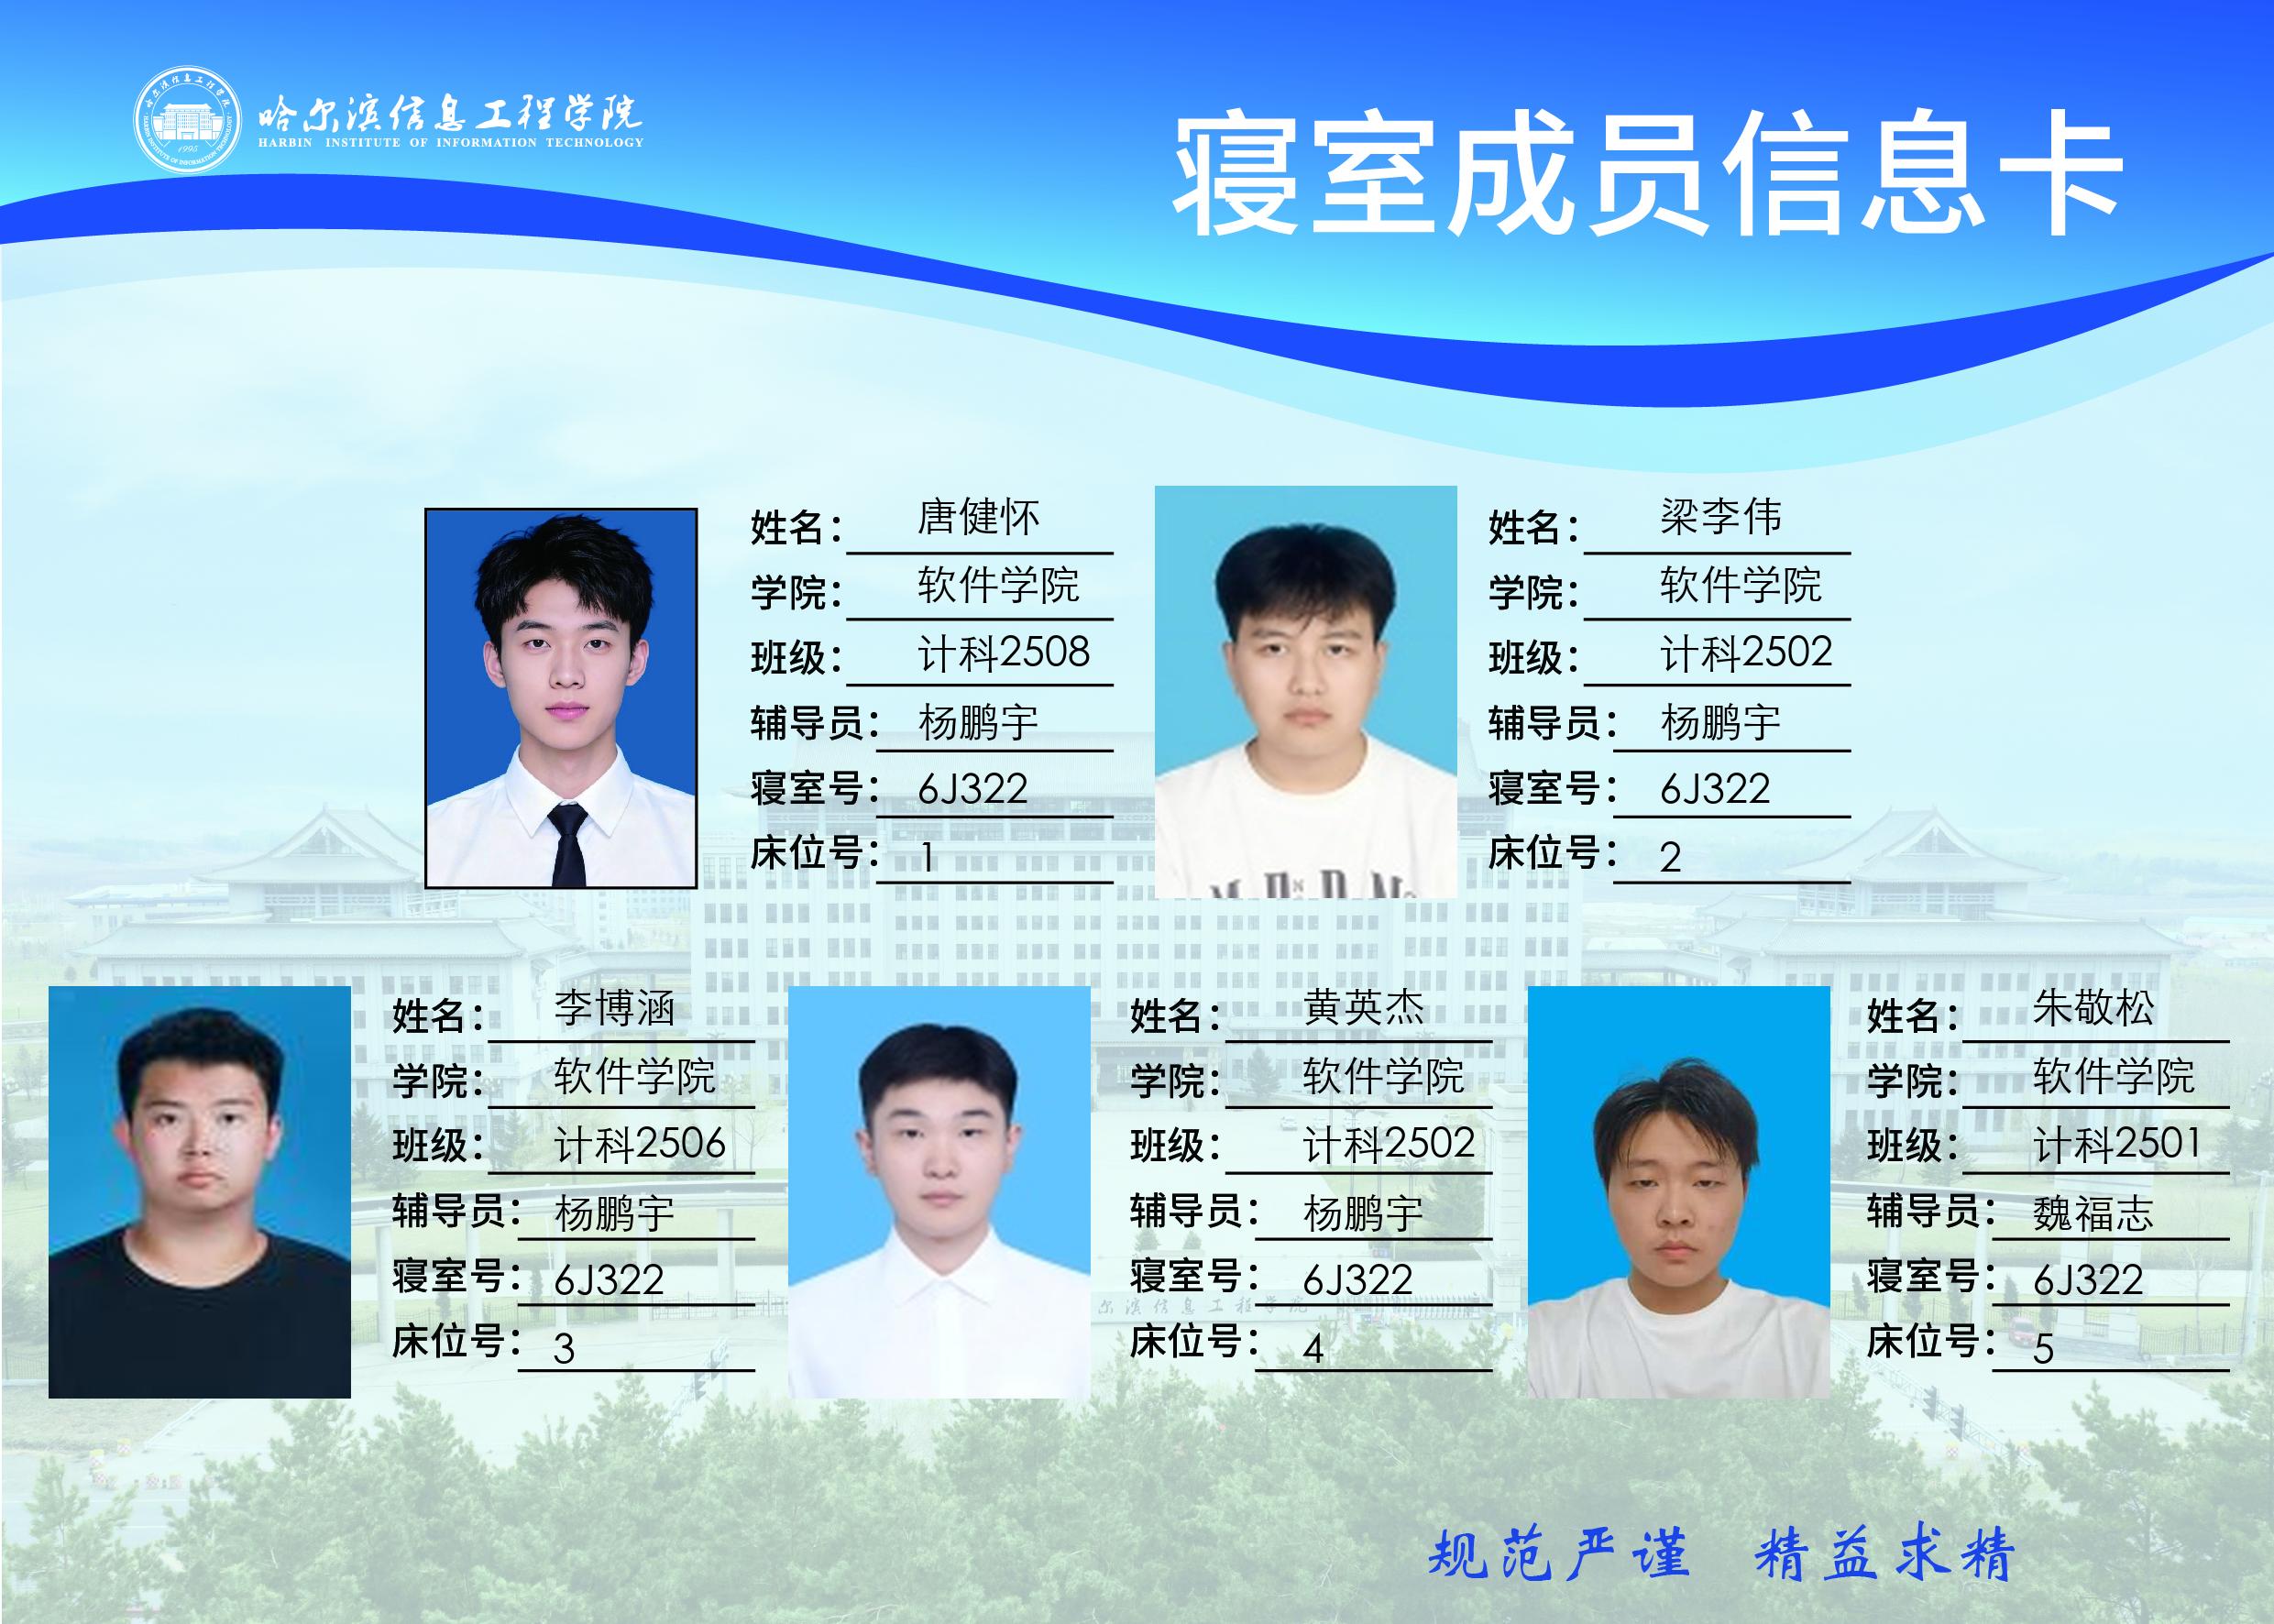 哈尔滨信息工程学院
HARBIN INSTITUTE OF INFORMATION TECHNOLOGY
1995
寝室成员信息卡
姓名：唐健怀
学院：软件学院
班级：计科2508
辅导员：杨鹏宇
寝室号：6J322
床位号：1
姓名：梁李伟
学院：软件学院
班级：计科2502
辅导员：杨鹏宇
寝室号：6J322
床位号：2
姓名：李博涵
学院：软件学院
班级：计科2506
辅导员：杨鹏宇
寝室号：6J322
床位号：3
姓名：黄英杰
学院：软件学院
班级：计科2502
辅导员：杨鹏宇
寝室号：6J322
床位号：4
姓名：朱敬松
学院：软件学院
班级：计科2501
辅导员：魏福志
寝室号：6J322
床位号：5
规范严谨 精益求精